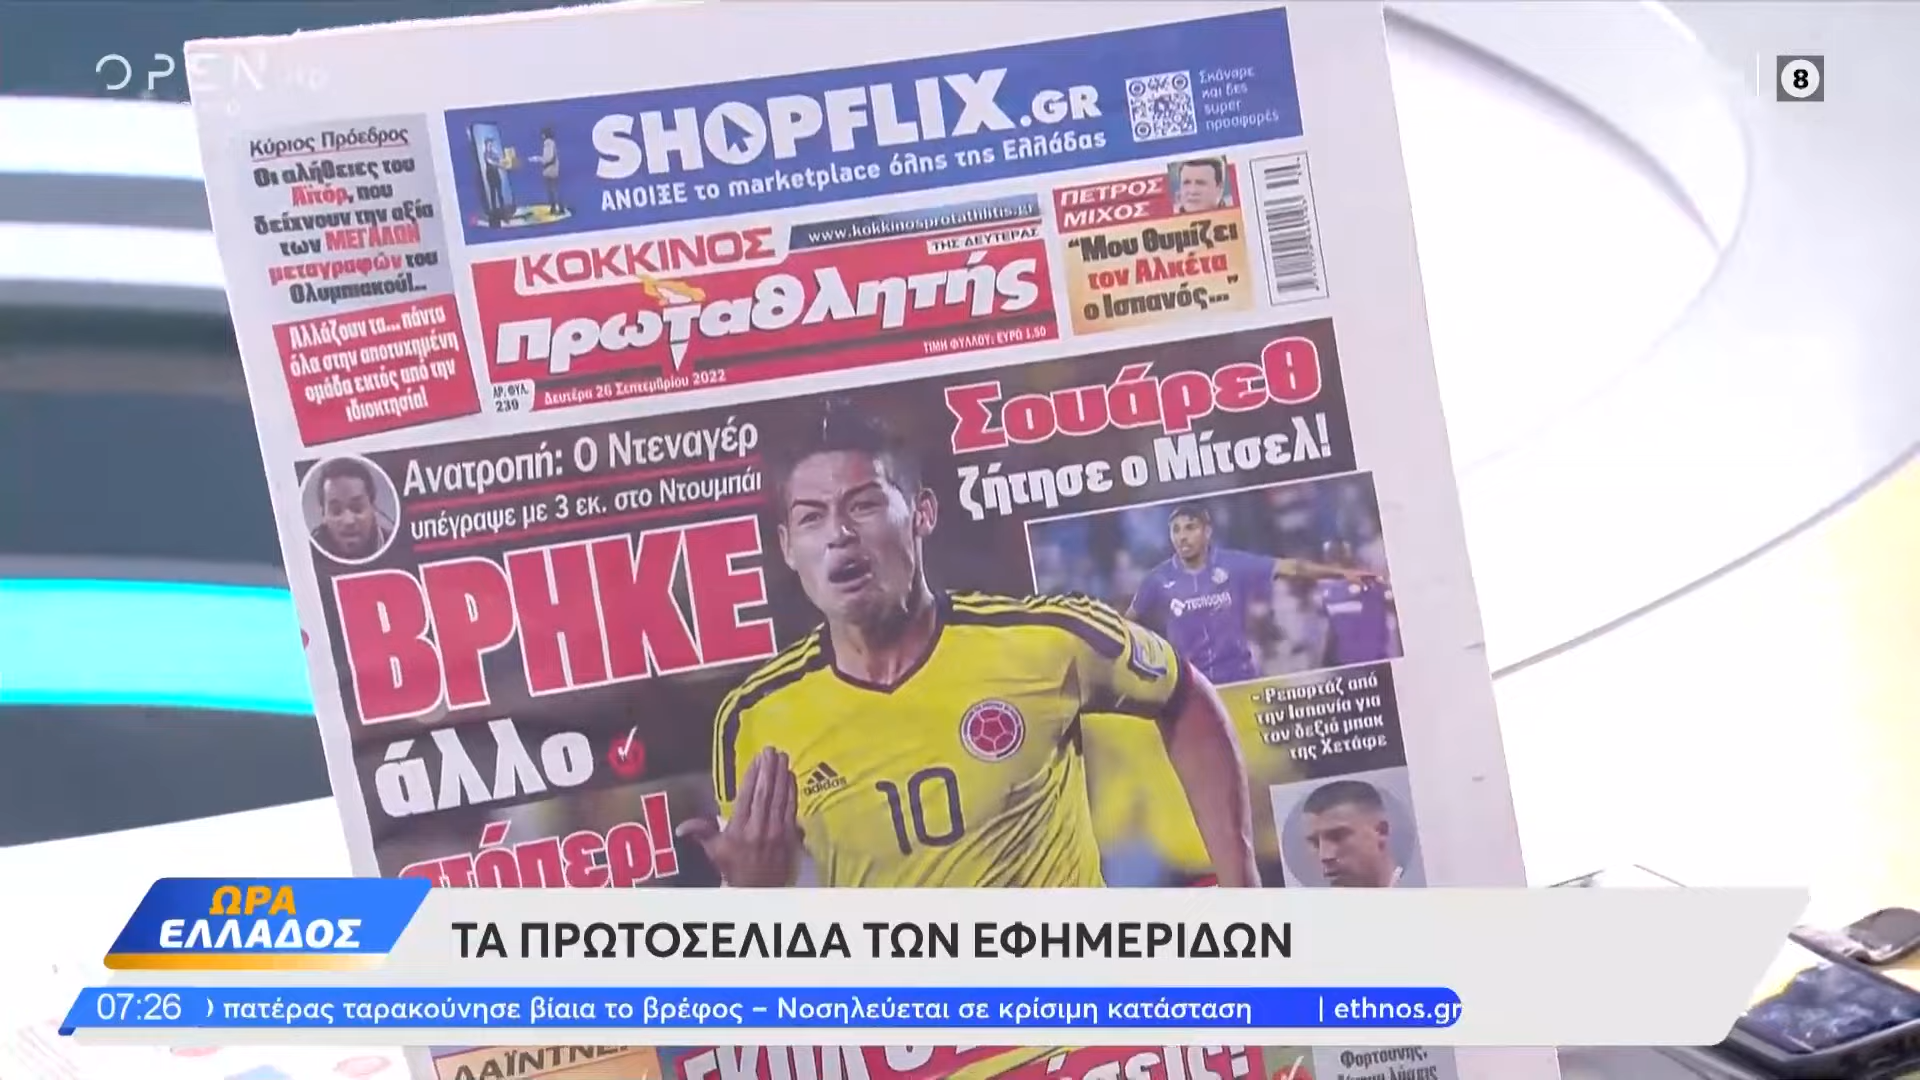 OPEN HD
8
SHOPFLIX.GR
ΑΝΟΙΞΕ το marketplace όλης της Ελλάδας
Σκάναρε
και δες
super
προσφορές
Κύριος Πρόεδρος
Οι αλήθειες του
Αϊτόρ, που
δείχνουν την αξία
των ΜΕΓΑΛΩΝ
μεταγραφών του
Ολυμπιακού!...
Αλλάζουν τα... πάντα
όλα στην αποτυχημένη
ομάδα εκτός από την
ιδιοκτησία!
www.kokkinosprotathlitis.gr
ΤΗΣ ΔΕΥΤΕΡΑΣ
ΚΟΚΚΙΝΟΣ
πρωταθλητής
ΤΙΜΗ ΦΥΛΛΟΥ: ΕΥΡΩ 1,50
ΑΡ. ΦΥΛ.
239
Δευτέρα 26 Σεπτεμβρίου 2022
ΠΕΤΡΟΣ
ΜΙΧΟΣ
“Μου θυμίζει
τον Αλκέτα
ο Ισπανός...”
Ανατροπή: Ο Ντεναγέρ
υπέγραψε με 3 εκ. στο Ντουμπάι
ΒΡΗΚΕ
άλλο
στόπερ!
Σουάρεθ
ζήτησε ο Μίτσελ!
TECNOCASA
- Ρεπορτάζ από
την Ισπανία για
τον δεξιό μπακ
της Χετάφε
adidas
10
ΩΡΑ
ΕΛΛΑΔΟΣ
ΤΑ ΠΡΩΤΟΣΕΛΙΔΑ ΤΩΝ ΕΦΗΜΕΡΙΔΩΝ
07:26
Ο πατέρας ταρακούνησε βίαια το βρέφος – Νοσηλεύεται σε κρίσιμη κατάσταση | ethnos.gr
Φορτούνης,